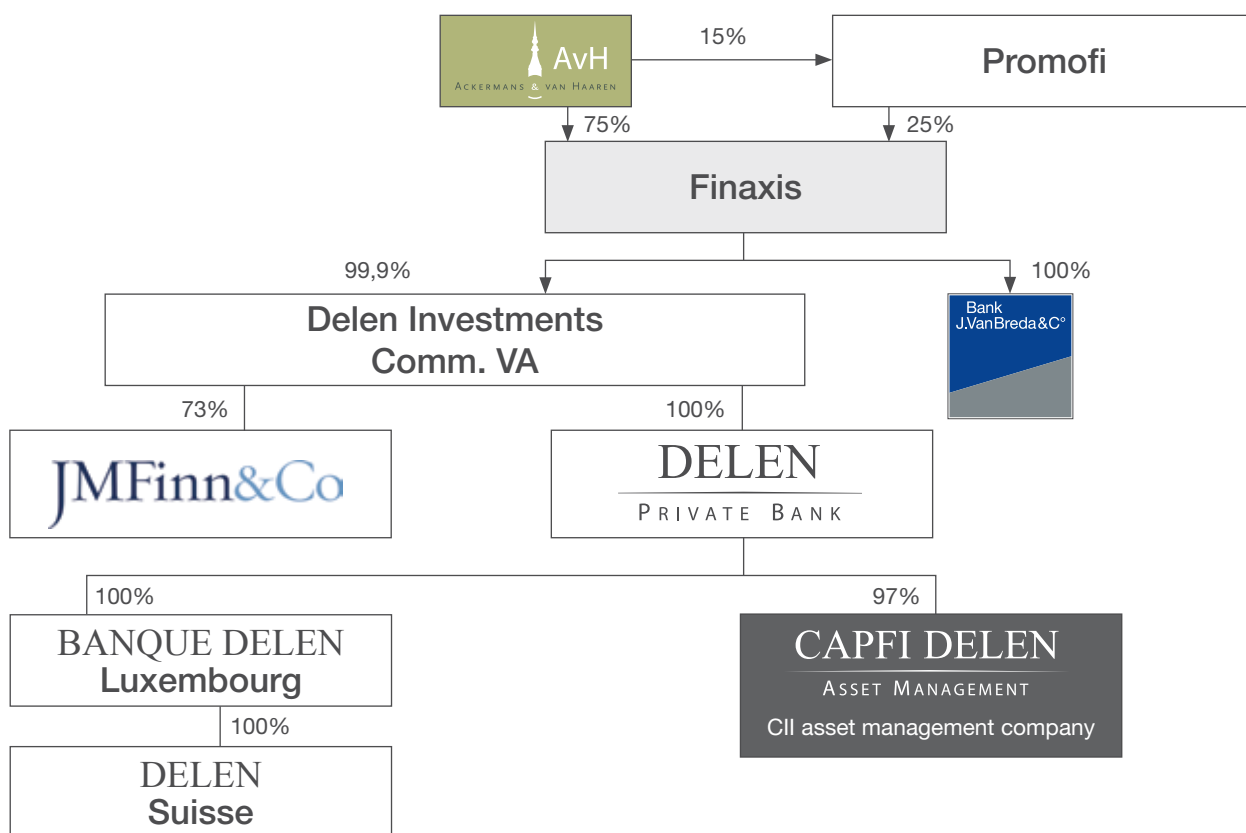 AvH
ACKERMANS & VAN HAAREN
15%
Promofi
75%
25%
Finaxis
99,9%
100%
Delen Investments
Comm. VA
Bank
J.VanBreda&C°
73%
100%
JMFinn&Co
DELEN
PRIVATE BANK
100%
97%
BANQUE DELEN
Luxembourg
CAPFI DELEN
ASSET MANAGEMENT
CII asset management company
100%
DELEN
Suisse